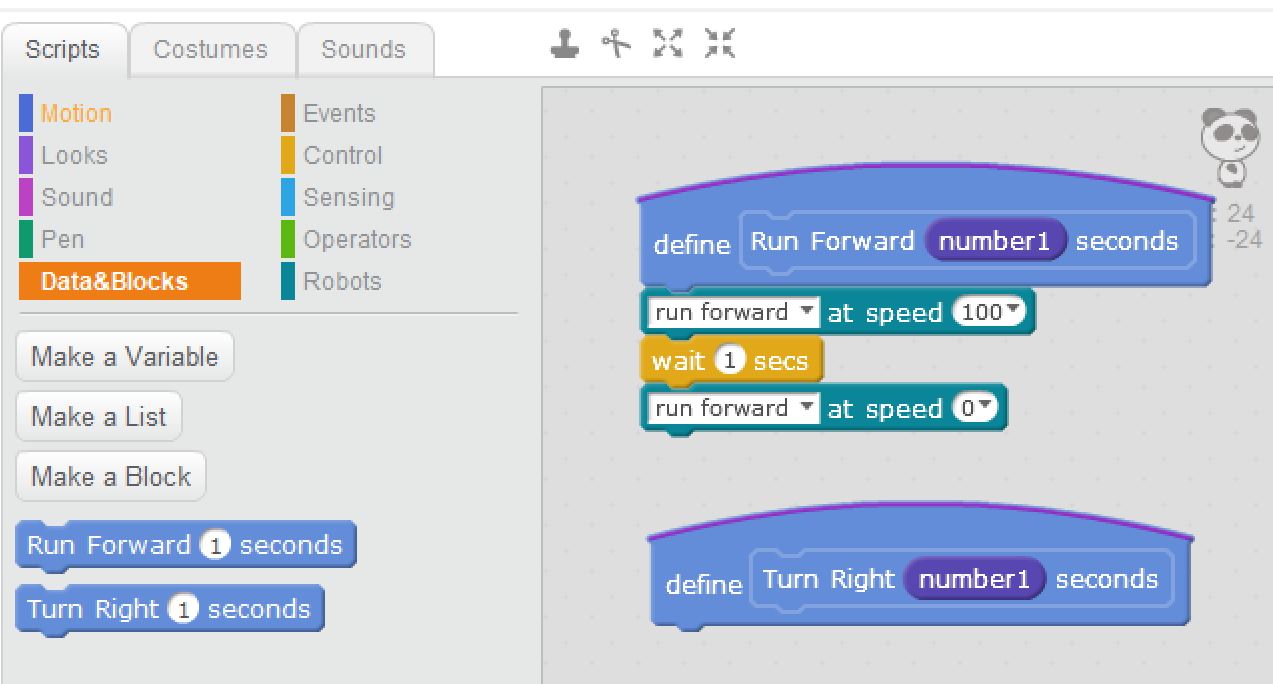 Scripts Costumes Sounds
Motion Events
Looks Control
Sound Sensing
Pen Operators
Data&Blocks Robots
Make a Variable
Make a List
Make a Block
Run Forward 1 seconds
Turn Right 1 seconds
: 24
: -24
define Run Forward number1 seconds
run forward at speed 100
wait 1 secs
run forward at speed 0
define Turn Right number1 seconds